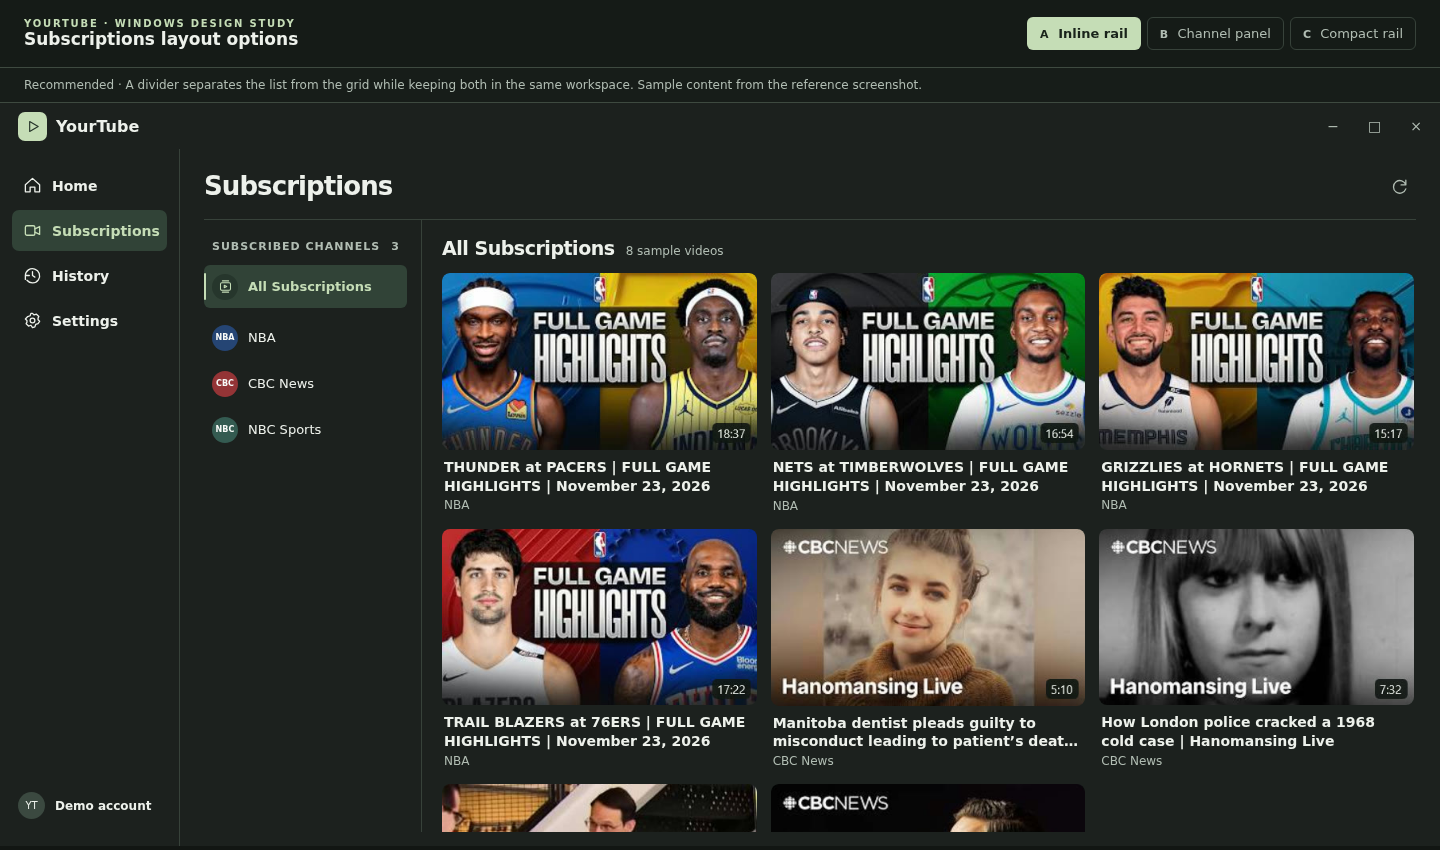 YOURTUBE · WINDOWS DESIGN STUDY
Subscriptions layout options
A Inline rail
B Channel panel
C Compact rail
Recommended · A divider separates the list from the grid while keeping both in the same workspace. Sample content from the reference screenshot.
YourTube
Home
Subscriptions
History
Settings
YT Demo account
Subscriptions
SUBSCRIBED CHANNELS 3
All Subscriptions
NBA NBA
CBC CBC News
NBC NBC Sports
All Subscriptions 8 sample videos
FULL GAME
HIGHLIGHTS
THUNDER
18:37
THUNDER at PACERS | FULL GAME
HIGHLIGHTS | November 23, 2026
NBA
FULL GAME
HIGHLIGHTS
BROOKLY
16:54
NETS at TIMBERWOLVES | FULL GAME
HIGHLIGHTS | November 23, 2026
NBA
FULL GAME
HIGHLIGHTS
MEMPHIS
15:17
GRIZZLIES at HORNETS | FULL GAME
HIGHLIGHTS | November 23, 2026
NBA
FULL GAME
HIGHLIGHTS
17:22
TRAIL BLAZERS at 76ERS | FULL GAME
HIGHLIGHTS | November 23, 2026
NBA
CBCNEWS
Hanomansing Live
5:10
Manitoba dentist pleads guilty to
misconduct leading to patient’s deat…
CBC News
CBCNEWS
Hanomansing Live
7:32
How London police cracked a 1968
cold case | Hanomansing Live
CBC News
CBCNEWS